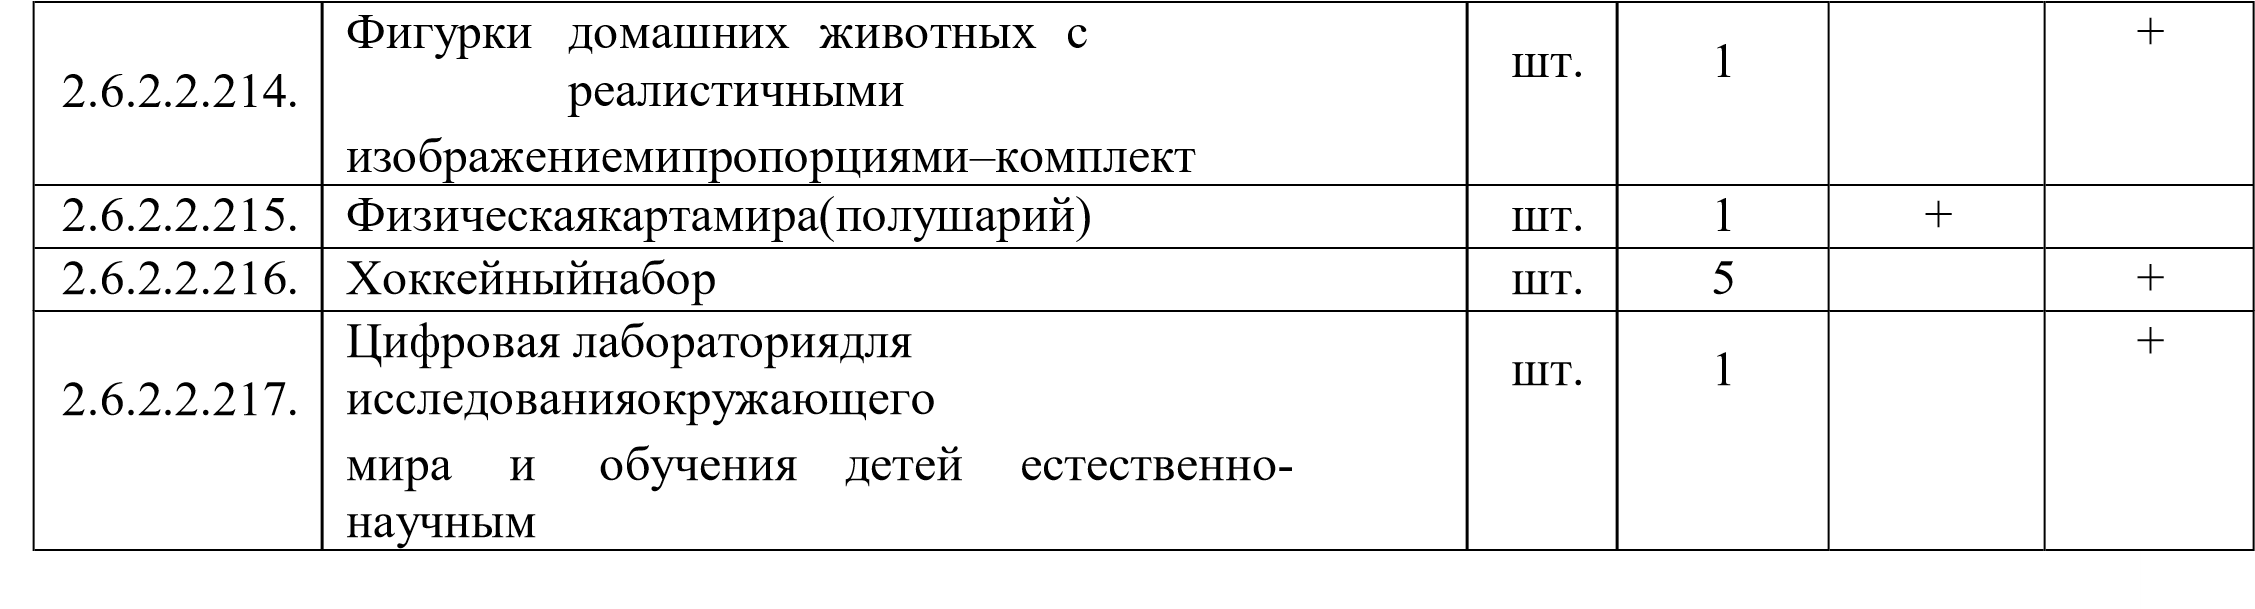 2.6.2.2.214. Фигурки домашних животных с шт. 1 +
реалистичными
изображениемипропорциями–комплект
2.6.2.2.215. Физическаякартамира(полушарий) шт. 1 +
2.6.2.2.216. Хоккейныйнабор шт. 5 +
2.6.2.2.217. Цифровая лабораториядля шт. 1 +
исследованияокружающего
мира и обучения детей естественно-
научным